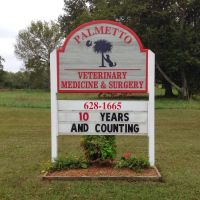 PALMETTO
VETERINARY
MEDICINE & SURGERY
628-1665
10 YEARS
AND COUNTING